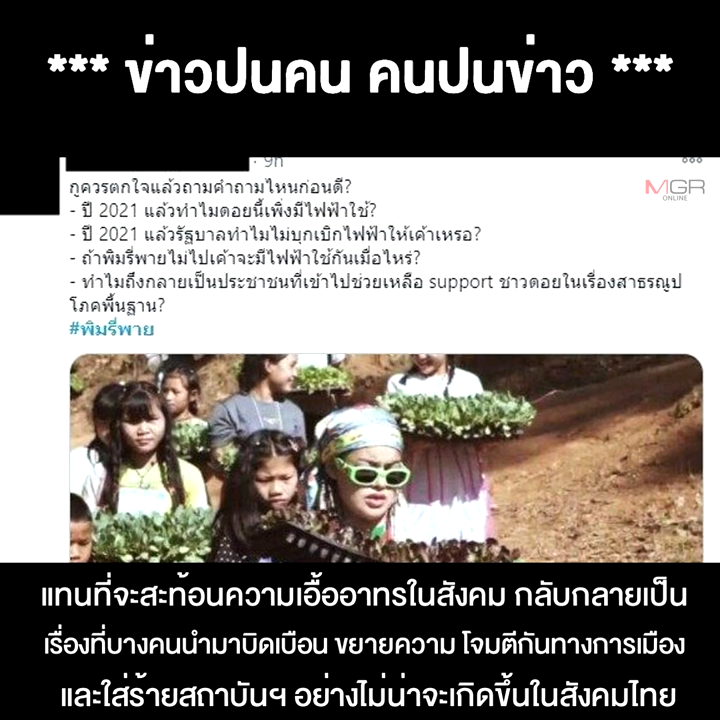 *** ข่าวปนคน คนปนข่าว ***
· 9h
MGR
ONLINE
กูควรตกใจแล้วถามคำถามไหนก่อนดี?
- ปี 2021 แล้วทำไมดอยนี้เพิ่งมีไฟฟ้าใช้?
- ปี 2021 แล้วรัฐบาลทำไมไม่บุกเบิกไฟฟ้าให้เค้าเหรอ?
- ถ้าพิมรี่พายไม่ไปเค้าจะมีไฟฟ้าใช้กันเมื่อไหร่?
- ทำไมถึงกลายเป็นประชาชนที่เข้าไปช่วยเหลือ support ชาวดอยในเรื่องสาธรณูป
โภคพื้นฐาน?
#พิมรี่พาย
แทนที่จะสะท้อนความเอื้ออาทรในสังคม กลับกลายเป็น
เรื่องที่บางคนนำมาบิดเบือน ขยายความ โจมตีกันทางการเมือง
และใส่ร้ายสถาบันฯ อย่างไม่น่าจะเกิดขึ้นในสังคมไทย